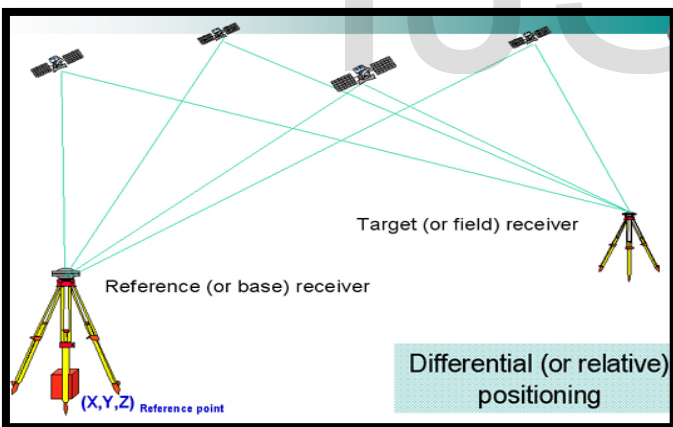 Target (or field) receiver
Reference (or base) receiver
Differential (or relative)
positioning
(X,Y,Z) Reference point